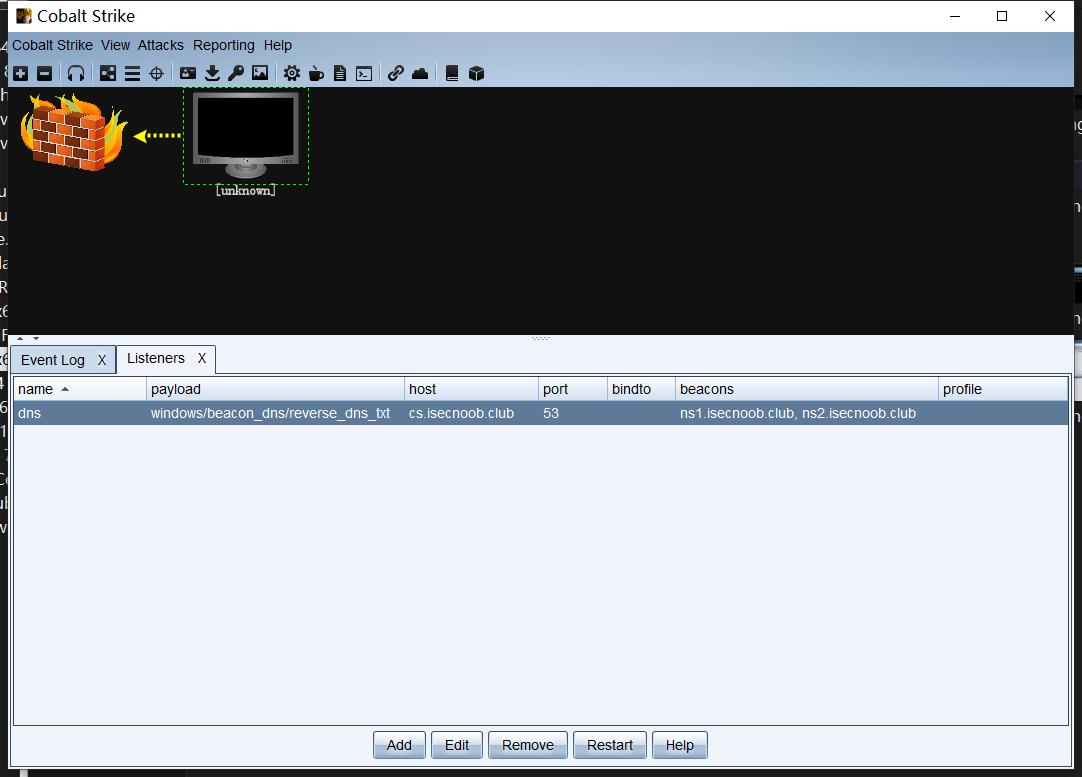 Cobalt Strike
Cobalt Strike View Attacks Reporting Help
[unknown]
Event Log X Listeners X
name payload host port bindto beacons profile
dns windows/beacon_dns/reverse_dns_txt cs.isecnoob.club 53 ns1.isecnoob.club, ns2.isecnoob.club
Add Edit Remove Restart Help